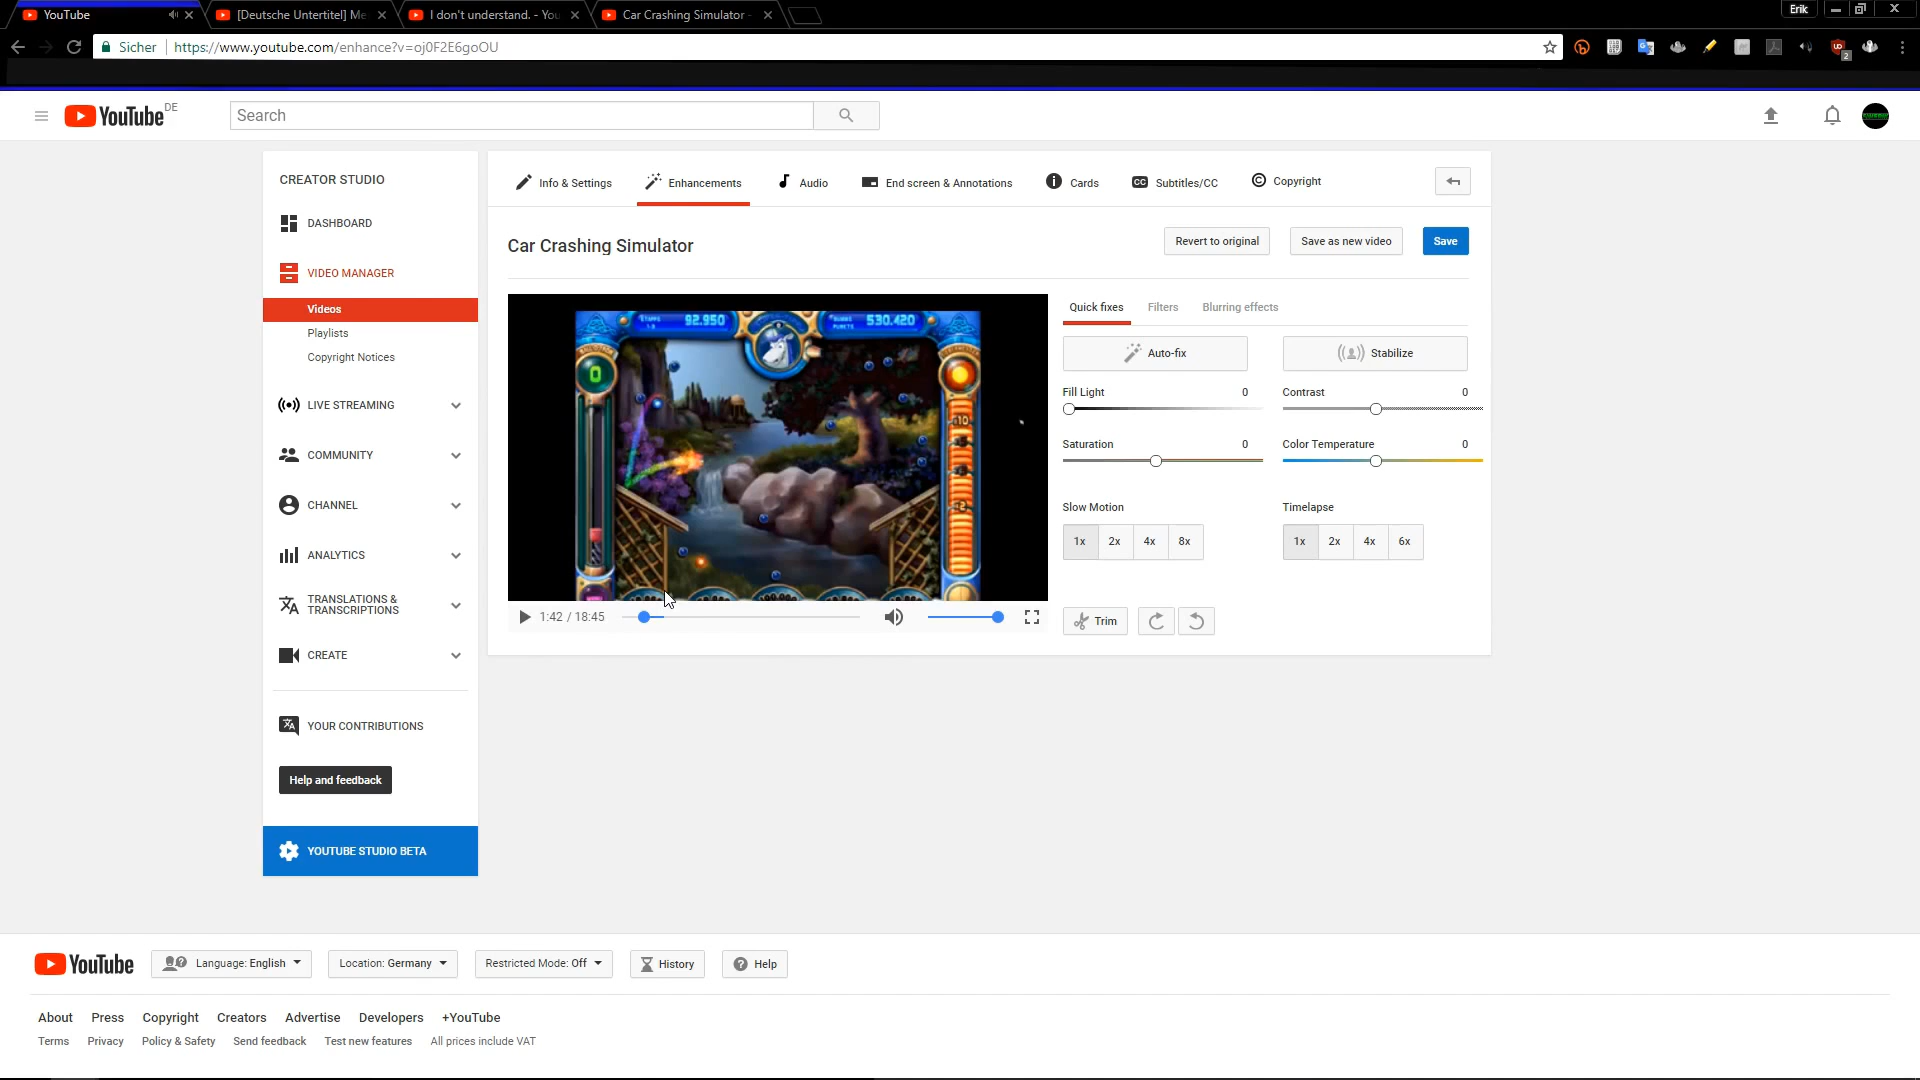 YouTube
[Deutsche Untertitel] Me
I don't understand. - You
Car Crashing Simulator -
Erik
Sicher
https://www.youtube.com/enhance?v=oj0F2E6goOU
2
YouTube DE
Search
CREATOR STUDIO
DASHBOARD
VIDEO MANAGER
Videos
Playlists
Copyright Notices
LIVE STREAMING
COMMUNITY
CHANNEL
ANALYTICS
TRANSLATIONS &
TRANSCRIPTIONS
CREATE
YOUR CONTRIBUTIONS
Help and feedback
YOUTUBE STUDIO BETA
Info & Settings
Enhancements
Audio
End screen & Annotations
Cards
CC Subtitles/CC
Copyright
Car Crashing Simulator
Revert to original
Save as new video
Save
92.950
530.420
0
1:42 / 18:45
Quick fixes
Filters
Blurring effects
Auto-fix
Stabilize
Fill Light 0
Contrast 0
Saturation 0
Color Temperature 0
Slow Motion
Timelapse
1x 2x 4x 8x
1x 2x 4x 6x
Trim
YouTube
Language: English
Location: Germany
Restricted Mode: Off
History
Help
About Press Copyright Creators Advertise Developers +YouTube
Terms Privacy Policy & Safety Send feedback Test new features All prices include VAT